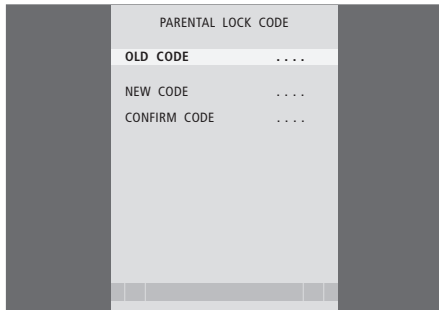 PARENTAL LOCK CODE
OLD CODE ....
NEW CODE ....
CONFIRM CODE ....